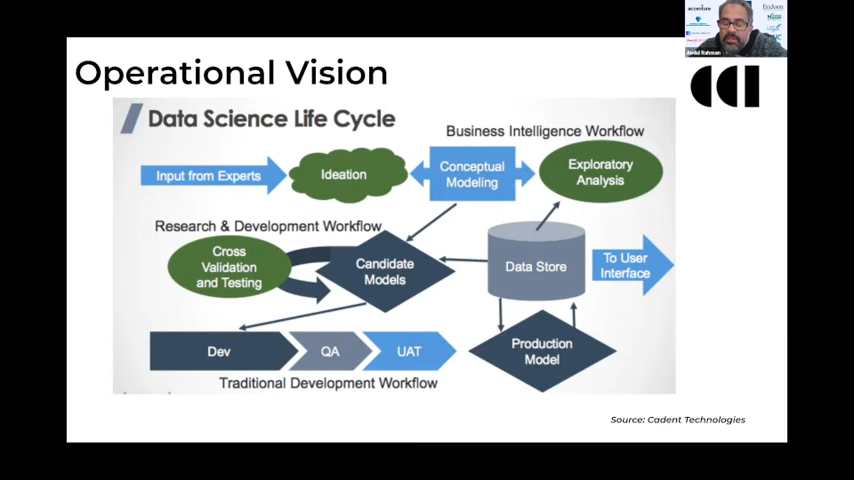 accenture
Operational Vision
Abdul Rahman
CCI
Data Science Life Cycle
Business Intelligence Workflow
Input from Experts
Ideation
Conceptual
Modeling
Exploratory
Analysis
Research & Development Workflow
Cross
Validation
and Testing
Candidate
Models
Data Store
To User
Interface
Dev
QA
UAT
Production
Model
Traditional Development Workflow
Source: Cadent Technologies